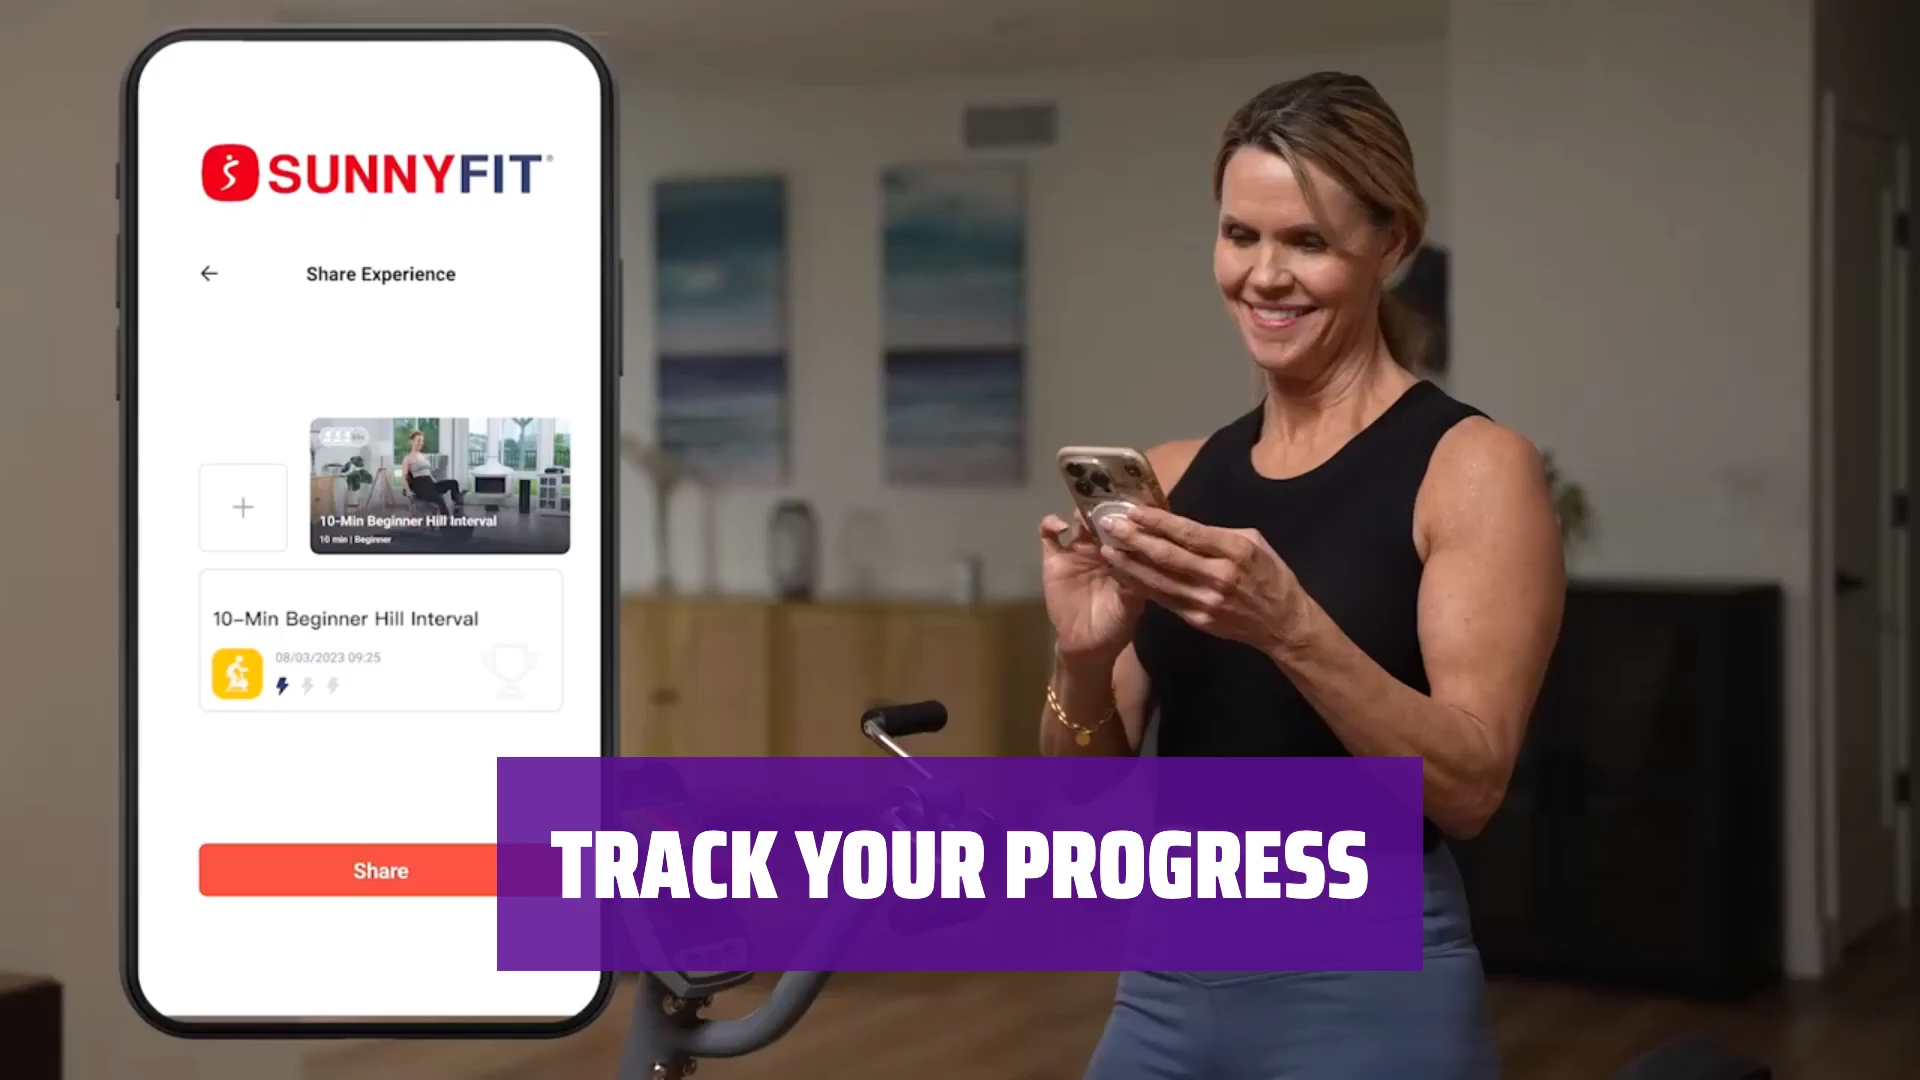 SUNNYFIT®
Share Experience
10-Min Beginner Hill Interval
10 min | Beginner
10-Min Beginner Hill Interval
08/03/2023 09:25
Share
TRACK YOUR PROGRESS